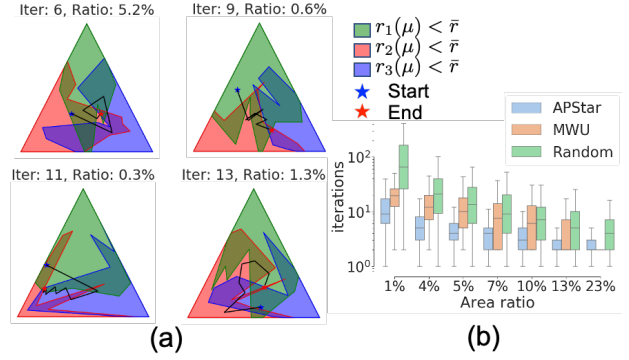 Iter: 6, Ratio: 5.2%
Iter: 9, Ratio: 0.6%
r₁(μ) < r̄
r₂(μ) < r̄
r₃(μ) < r̄
Start
End
Iter: 11, Ratio: 0.3%
Iter: 13, Ratio: 1.3%
(a)
APStar
MWU
Random
iterations
10²
10¹
10⁰
1% 4% 5% 7% 10% 13% 23%
Area ratio
(b)